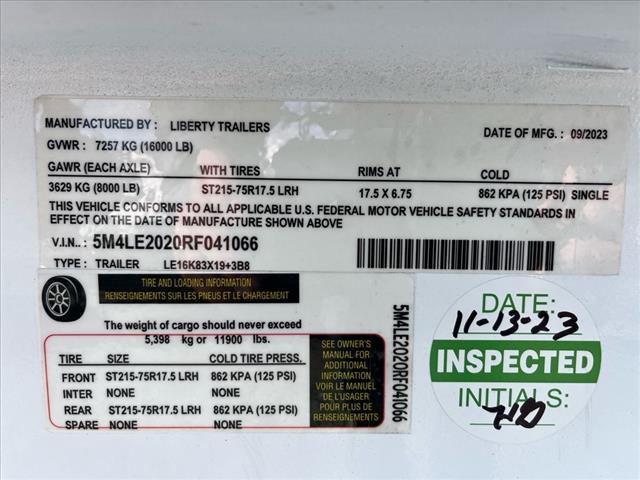 MANUFACTURED BY : LIBERTY TRAILERS DATE OF MFG. : 09/2023
GVWR : 7257 KG (16000 LB)
GAWR (EACH AXLE) WITH TIRES RIMS AT COLD
3629 KG (8000 LB) ST215-75R17.5 LRH 17.5 X 6.75 862 KPA (125 PSI) SINGLE
THIS VEHICLE CONFORMS TO ALL APPLICABLE U.S. FEDERAL MOTOR VEHICLE SAFETY STANDARDS IN
EFFECT ON THE DATE OF MANUFACTURE SHOWN ABOVE
V.I.N.. : 5M4LE2020RF041066
TYPE : TRAILER LE16K83X19+3B8
TIRE AND LOADING INFORMATION
RENSEIGNEMENTS SUR LES PNEUS ET LE CHARGEMENT
The weight of cargo should never exceed
5,398 kg or 11900 lbs.
TIRE SIZE COLD TIRE PRESS.
FRONT ST215-75R17.5 LRH 862 KPA (125 PSI)
INTER NONE NONE
REAR ST215-75R17.5 LRH 862 KPA (125 PSI)
SPARE NONE NONE
SEE OWNER'S
MANUAL FOR
ADDITIONAL
INFORMATION
VOIR LE MANUEL
DE L'USAGER
POUR PLUS DE
RENSEIGNEMENTS
5M4LE2020RF041066
DATE:
11-13-23
INSPECTED
INITIALS: